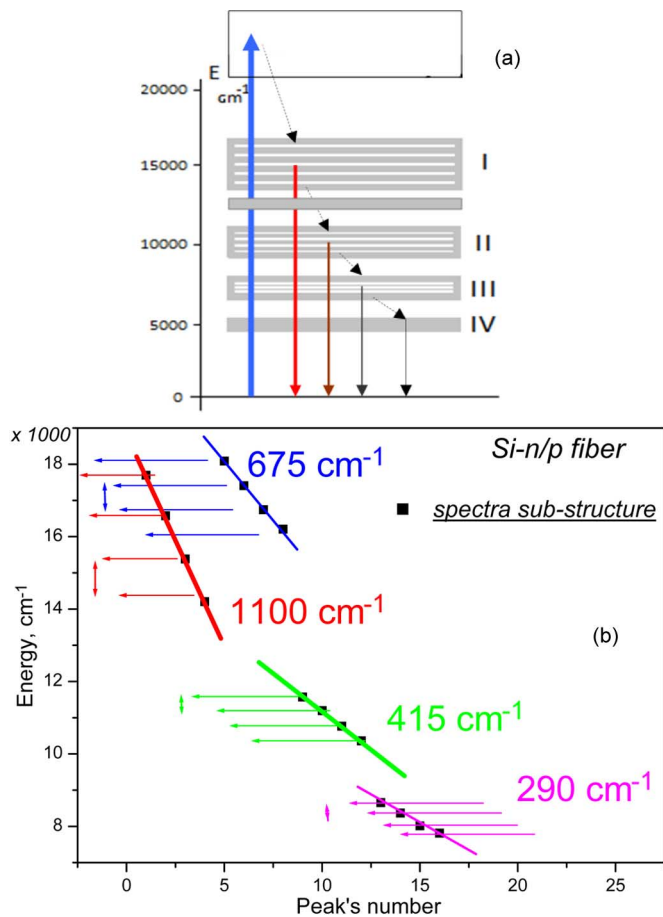 (a)
E
cm⁻¹
20000
15000
10000
5000
0
I
II
III
IV
x 1000
Si-n/p fiber
675 cm⁻¹
spectra sub-structure
1100 cm⁻¹
(b)
415 cm⁻¹
290 cm⁻¹
18
16
14
12
10
8
Energy, cm⁻¹
0 5 10 15 20 25
Peak's number